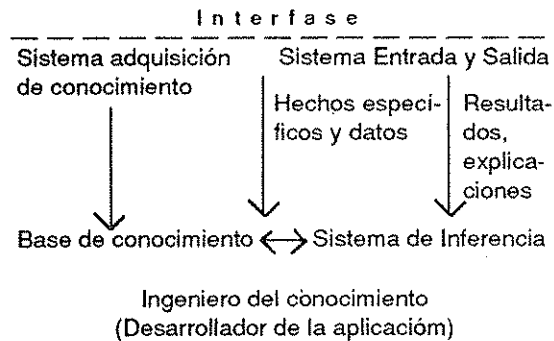 Interfase
Sistema adquisición
de conocimiento
Sistema Entrada y Salida
Hechos especí-
ficos y datos
Resulta-
dos,
explica-
ciones
Base de conocimiento
Sistema de Inferencia
Ingeniero del conocimiento
(Desarrollador de la aplicacióm)